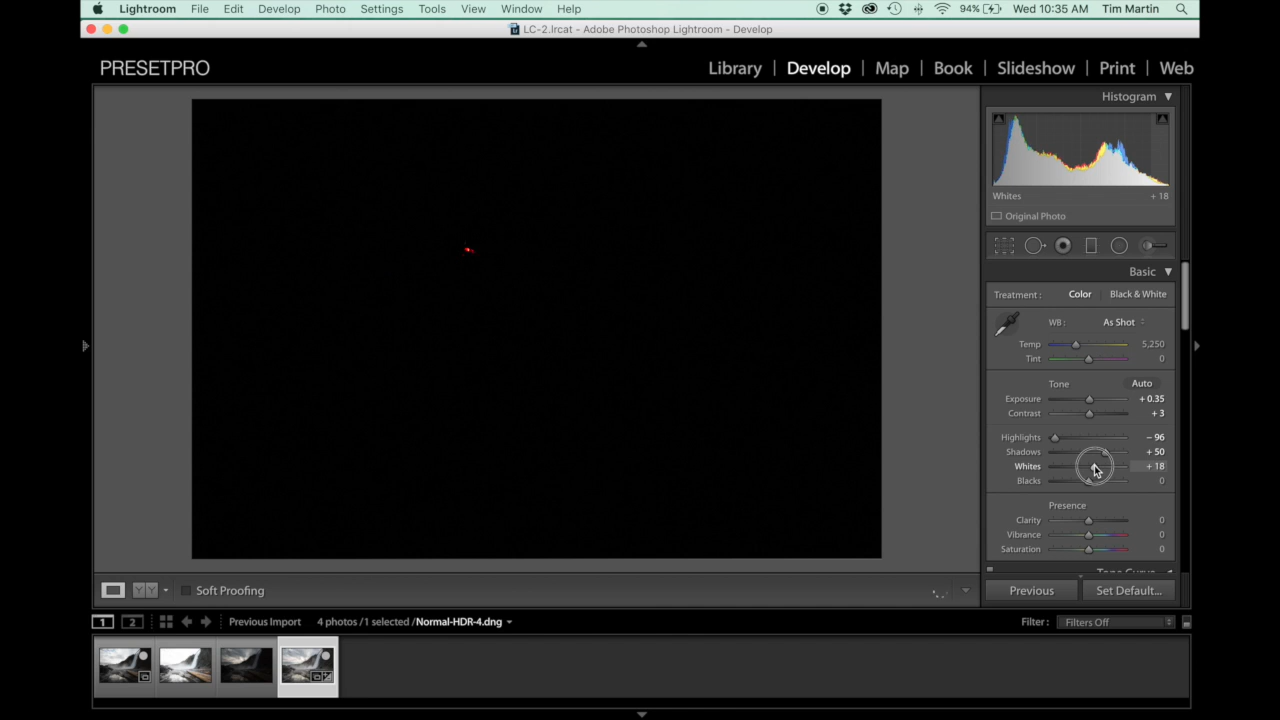 Lightroom File Edit Develop Photo Settings Tools View Window Help 94% Wed 10:35 AM Tim Martin
LC-2.lrcat - Adobe Photoshop Lightroom - Develop
PRESETPRO
Library | Develop | Map | Book | Slideshow | Print | Web
Histogram
Whites + 18
Original Photo
Basic
Treatment : Color Black & White
WB : As Shot
Temp 5,250
Tint 0
Tone Auto
Exposure + 0.35
Contrast + 3
Highlights – 96
Shadows + 50
Whites + 18
Blacks 0
Presence
Clarity 0
Vibrance 0
Saturation 0
Tone Curve
Y Y Soft Proofing
Previous Set Default...
1 2 Previous Import 4 photos / 1 selected / Normal-HDR-4.dng Filter : Filters Off